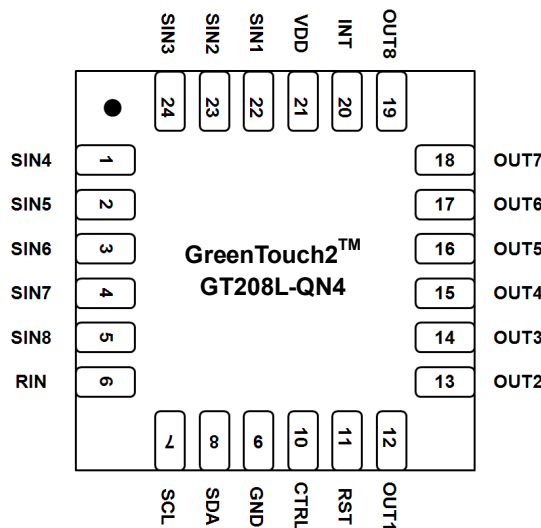 SIN3 SIN2 SIN1 VDD INT OUT8
24 23 22 21 20 19
SIN4 1 18 OUT7
SIN5 2 17 OUT6
SIN6 3 16 OUT5
GreenTouch2™
GT208L-QN4
SIN7 4 15 OUT4
SIN8 5 14 OUT3
RIN 6 13 OUT2
7 8 9 10 11 12
SCL SDA GND CTRL RST OUT1